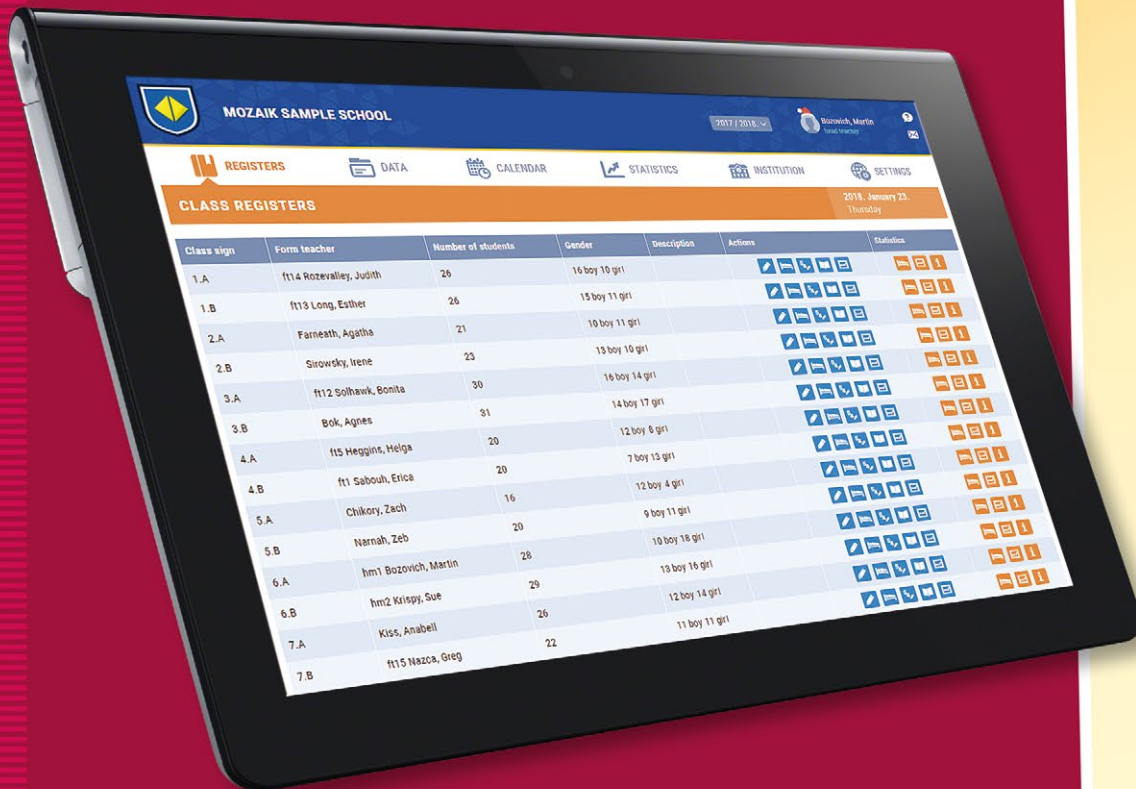 MOZAIK SAMPLE SCHOOL
2017 / 2018.
Bozovich, Martin
head teacher
REGISTERS DATA CALENDAR STATISTICS INSTITUTION SETTINGS
CLASS REGISTERS
2018. January 23.
Thursday
Class sign Form teacher Number of students Gender Description Actions Statistics
1.A ft14 Rozevalley, Judith 26 16 boy 10 girl
1.B ft13 Long, Esther 26 15 boy 11 girl
2.A Farneath, Agatha 21 10 boy 11 girl
2.B Sirowsky, Irene 23 13 boy 10 girl
3.A ft12 Solhawk, Bonita 30 16 boy 14 girl
3.B Bok, Agnes 31 14 boy 17 girl
4.A ft5 Heggins, Helga 20 12 boy 8 girl
4.B ft1 Sabouh, Erica 20 7 boy 13 girl
5.A Chikory, Zach 16 12 boy 4 girl
5.B Narnah, Zeb 20 9 boy 11 girl
6.A hm1 Bozovich, Martin 28 10 boy 18 girl
6.B hm2 Krispy, Sue 29 13 boy 16 girl
7.A Kiss, Anabell 26 12 boy 14 girl
7.B ft15 Nazca, Greg 22 11 boy 11 girl